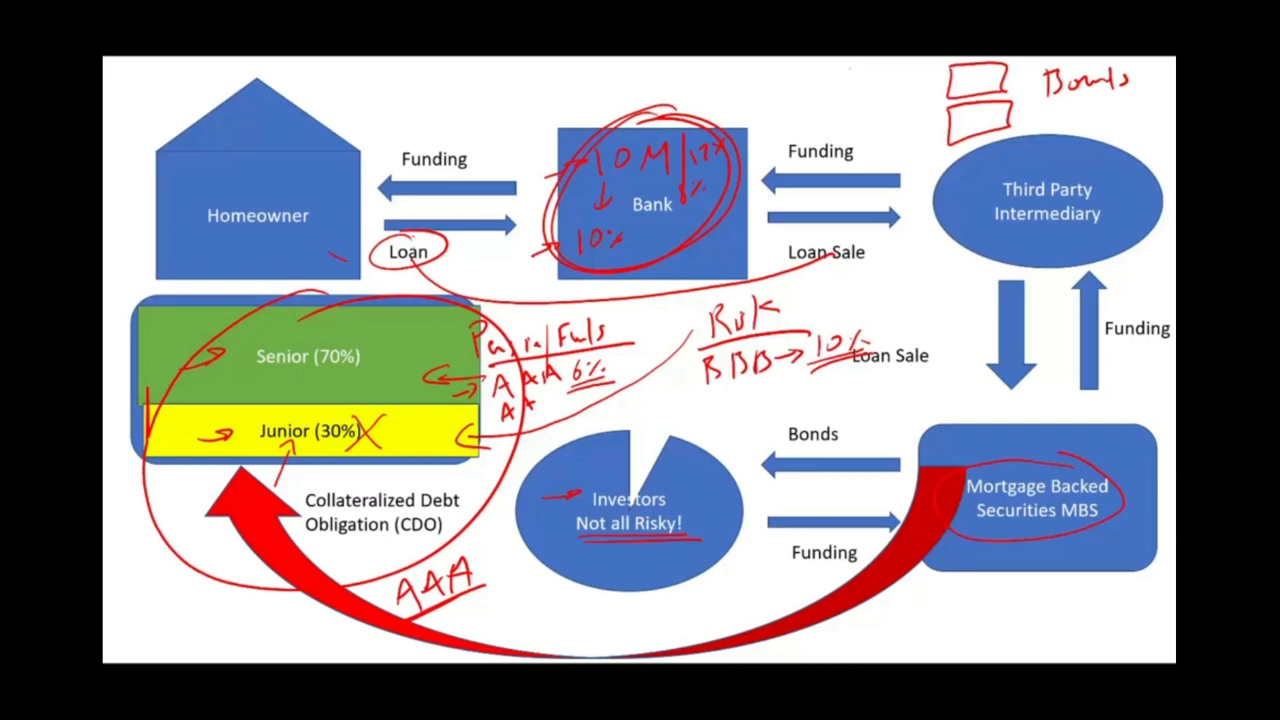 Bonds
Funding
Funding
10M/12%
8%
Homeowner
Bank
10%
Third Party
Intermediary
Loan
Loan Sale
Funding
Senior (70%)
Risk
BBB → 10%
Loan Sale
AAA 6%
AA
Junior (30%)
Bonds
Investors
Not all Risky!
Funding
Mortgage Backed
Securities MBS
Collateralized Debt
Obligation (CDO)
AAA